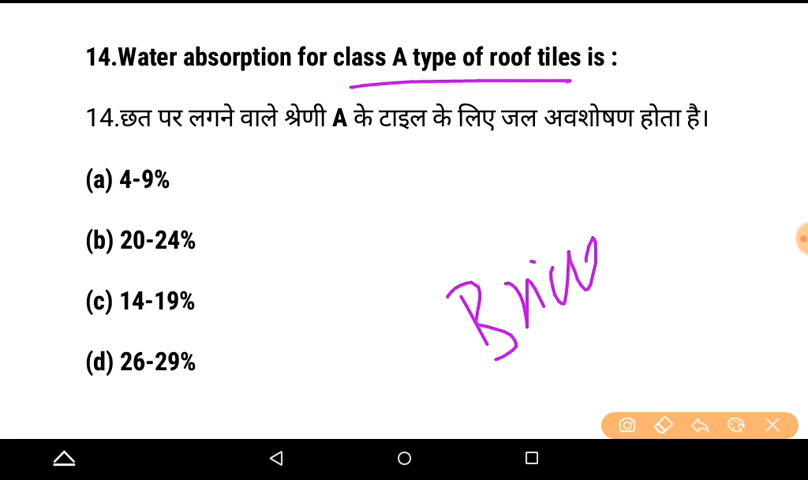 14.Water absorption for class A type of roof tiles is :
14.छत पर लगने वाले श्रेणी A के टाइल के लिए जल अवशोषण होता है।
(a) 4-9%
(b) 20-24%
(c) 14-19%
(d) 26-29%